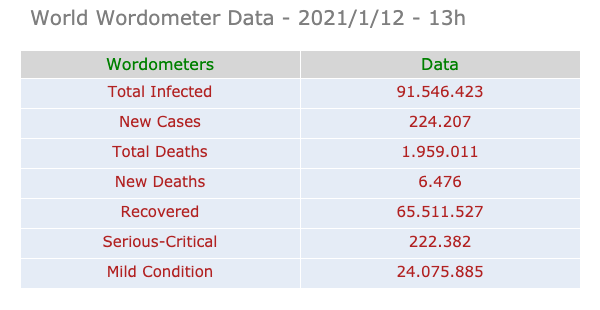 World Wordometer Data - 2021/1/12 - 13h
Wordometers Data
Total Infected 91.546.423
New Cases 224.207
Total Deaths 1.959.011
New Deaths 6.476
Recovered 65.511.527
Serious-Critical 222.382
Mild Condition 24.075.885